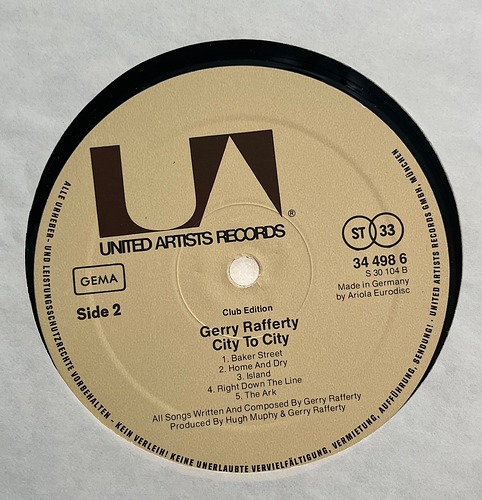 UA
®
UNITED ARTISTS RECORDS
GEMA
ST 33
34 498 6
S 30 104 B
Made in Germany
by Ariola Eurodisc
Side 2
Club Edition
Gerry Rafferty
City To City
1. Baker Street
2. Home And Dry
3. Island
4. Right Down The Line
5. The Ark
All Songs Written And Composed By Gerry Rafferty
Produced By Hugh Muphy & Gerry Rafferty
ALLE URHEBER- UND LEISTUNGSSCHUTZRECHTE VORBEHALTEN - KEIN VERLEIH! KEINE UNERLAUBTE VERVIELFÄLTIGUNG, VERMIETUNG, AUFFÜHRUNG, SENDUNG! · UNITED ARTISTS RECORDS GMBH, MÜNCHEN